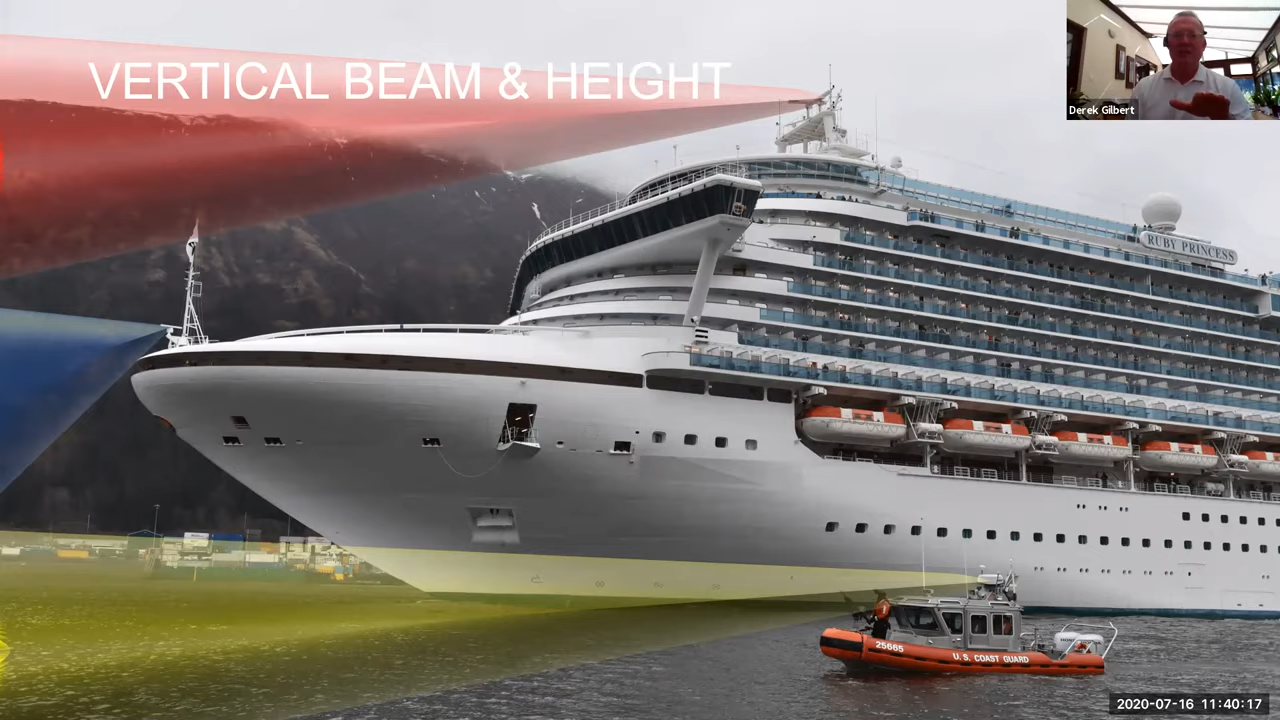 VERTICAL BEAM & HEIGHT
Derek Gilbert
RUBY PRINCESS
25665
U.S. COAST GUARD
2020-07-16 11:40:17